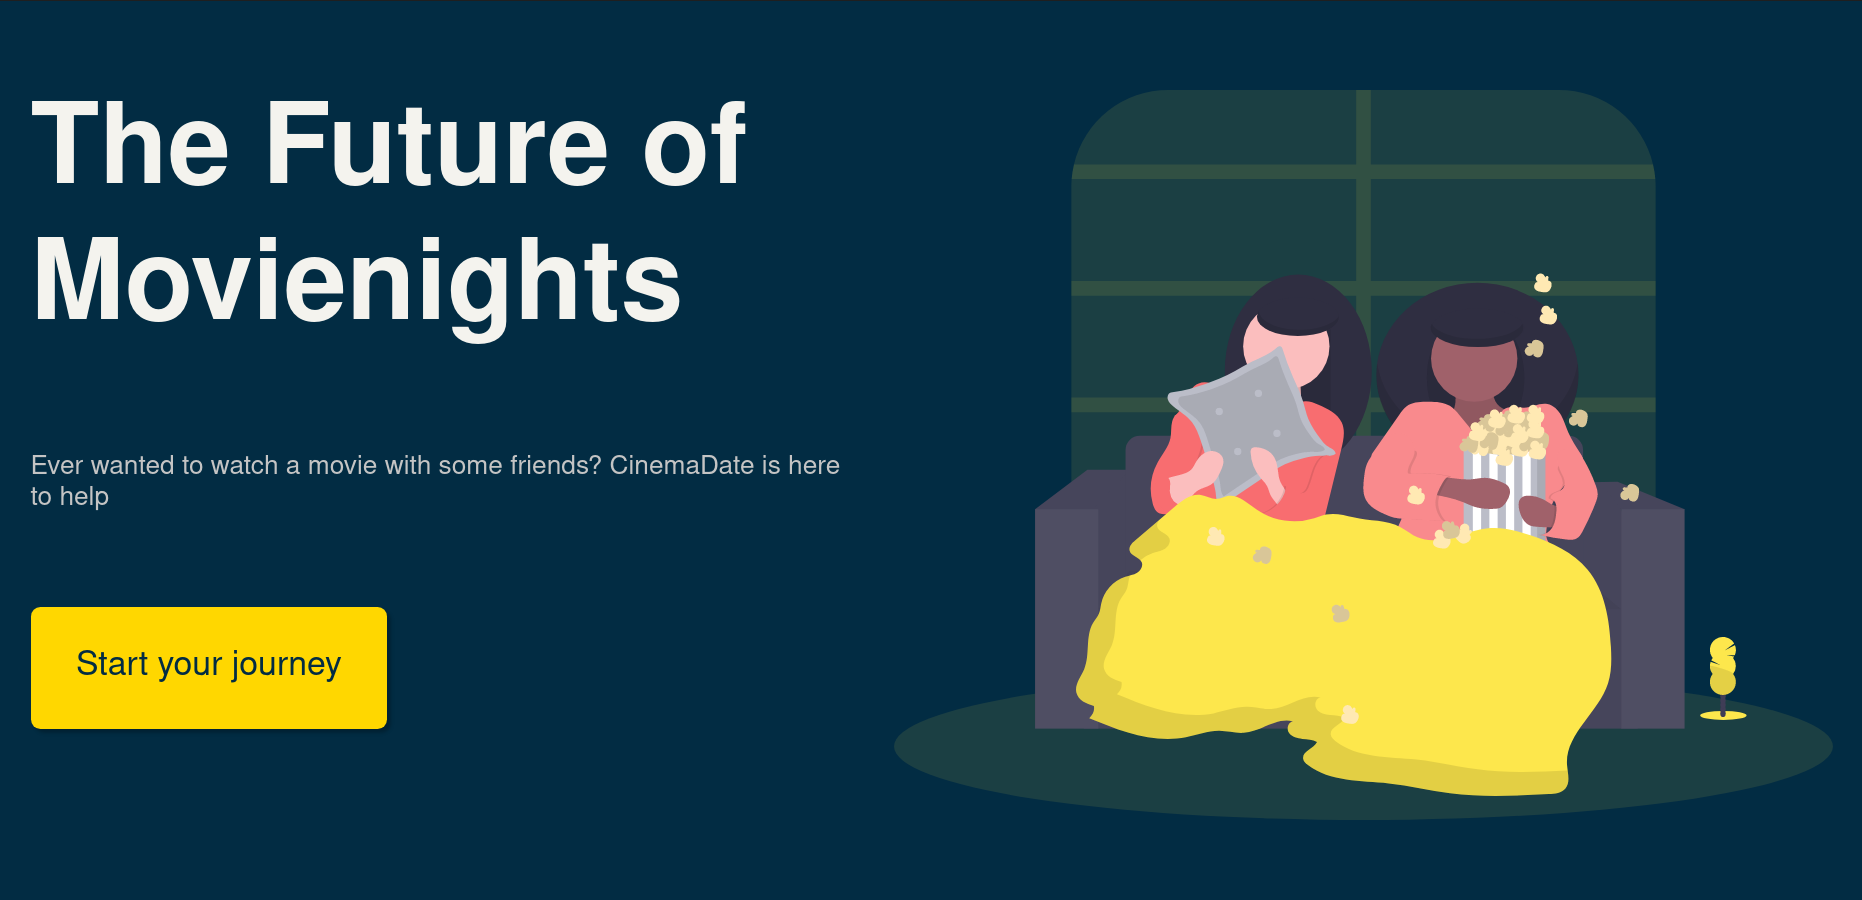 The Future of
Movienights
Ever wanted to watch a movie with some friends? CinemaDate is here
to help
Start your journey